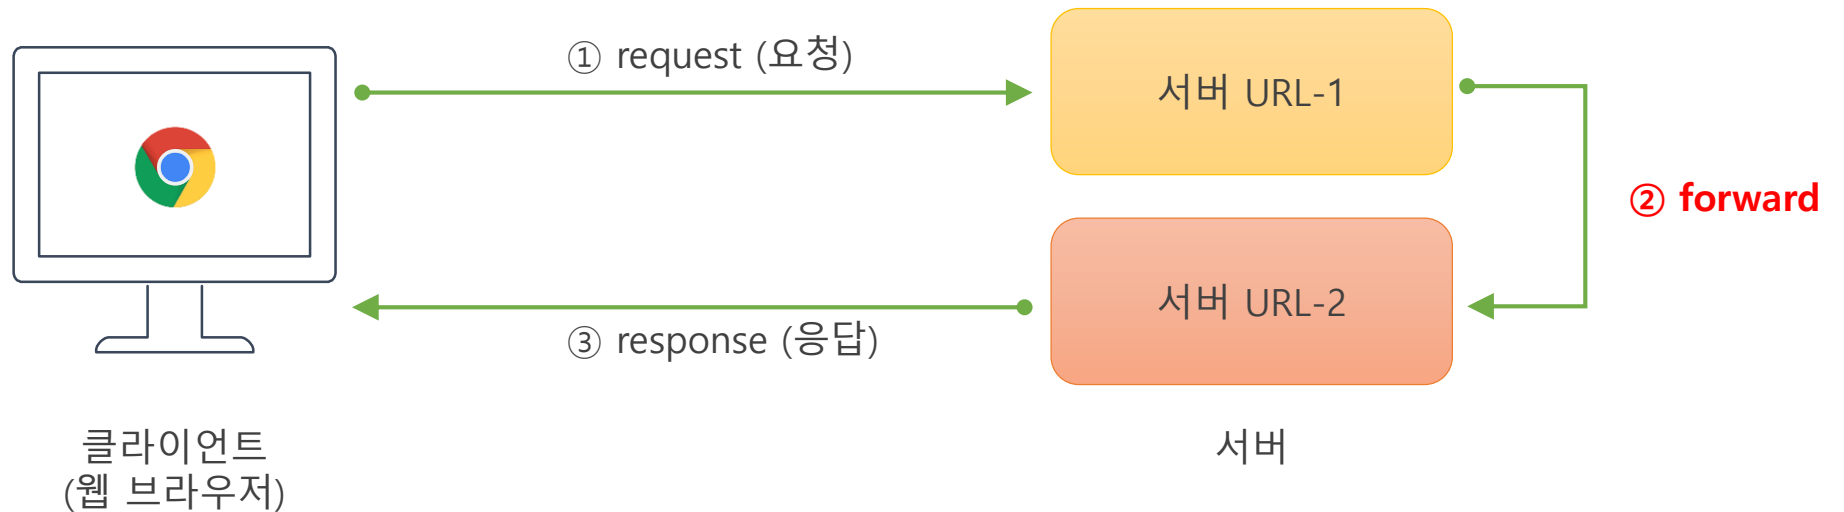 ① request (요청)
서버 URL-1
② forward
서버 URL-2
③ response (응답)
클라이언트
(웹 브라우저)
서버